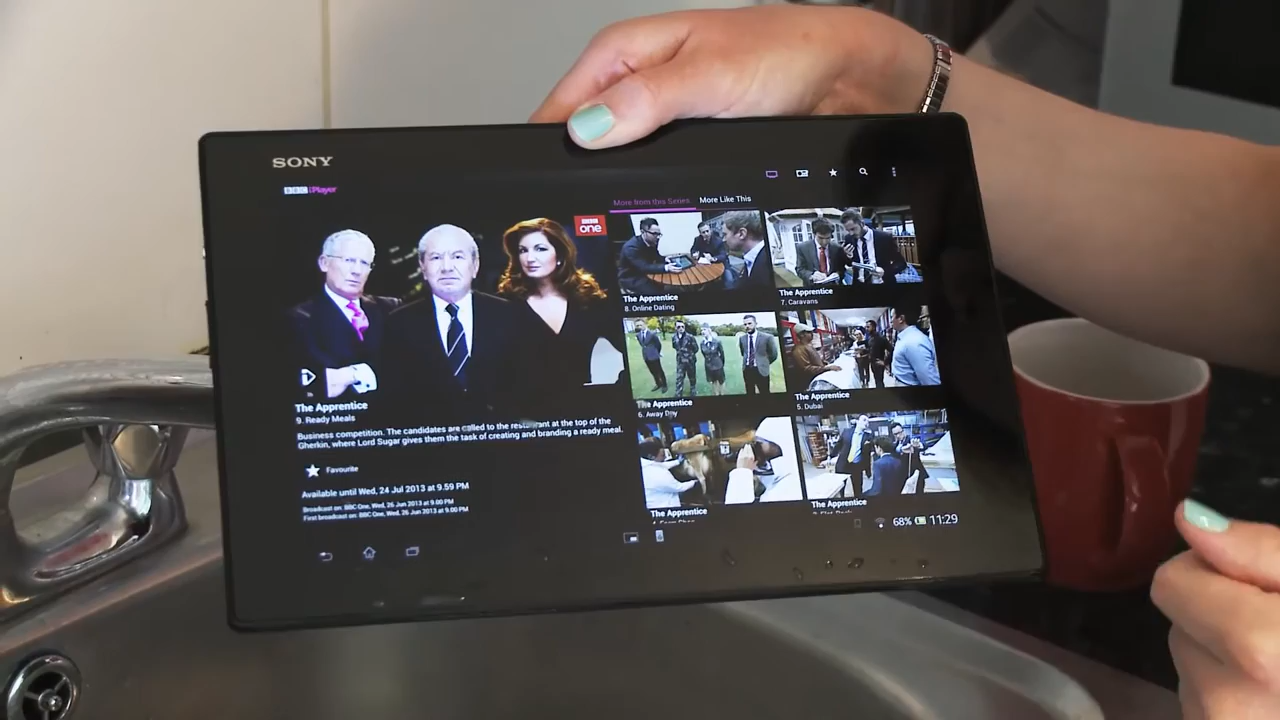 SONY
BBC iPlayer
More from this Series
More Like This
BBC
one
The Apprentice
9. Ready Meals
Business competition. The candidates are called to the restaurant at the top of the
Gherkin, where Lord Sugar gives them the task of creating and branding a ready meal.
Favourite
Available until Wed, 24 Jul 2013 at 9.59 PM
Broadcast on: BBC One, Wed, 26 Jun 2013 at 9.00 PM
First broadcast on: BBC One, Wed, 26 Jun 2013 at 9.00 PM
The Apprentice
8. Online Dating
The Apprentice
7. Caravans
The Apprentice
6. Away Day
The Apprentice
5. Dubai
The Apprentice
The Apprentice
68%
11:29